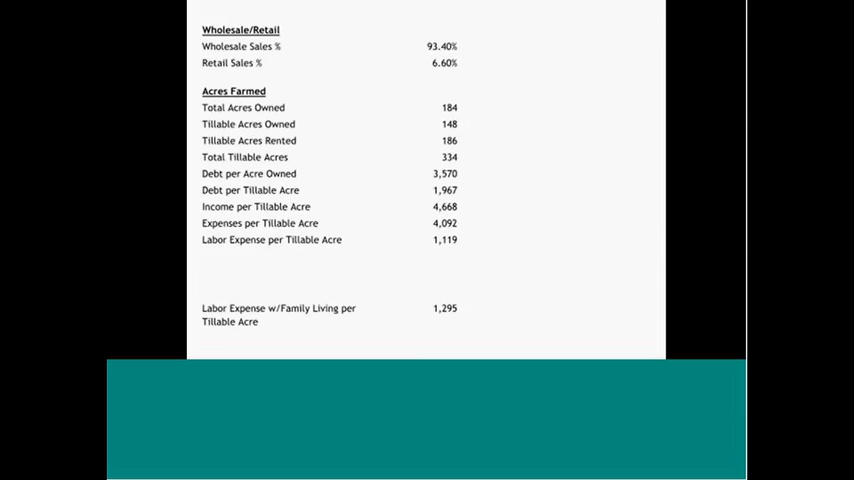 Wholesale/Retail
Wholesale Sales % 93.40%
Retail Sales % 6.60%
Acres Farmed
Total Acres Owned 184
Tillable Acres Owned 148
Tillable Acres Rented 186
Total Tillable Acres 334
Debt per Acre Owned 3,570
Debt per Tillable Acre 1,967
Income per Tillable Acre 4,668
Expenses per Tillable Acre 4,092
Labor Expense per Tillable Acre 1,119
Labor Expense w/Family Living per 1,295
Tillable Acre